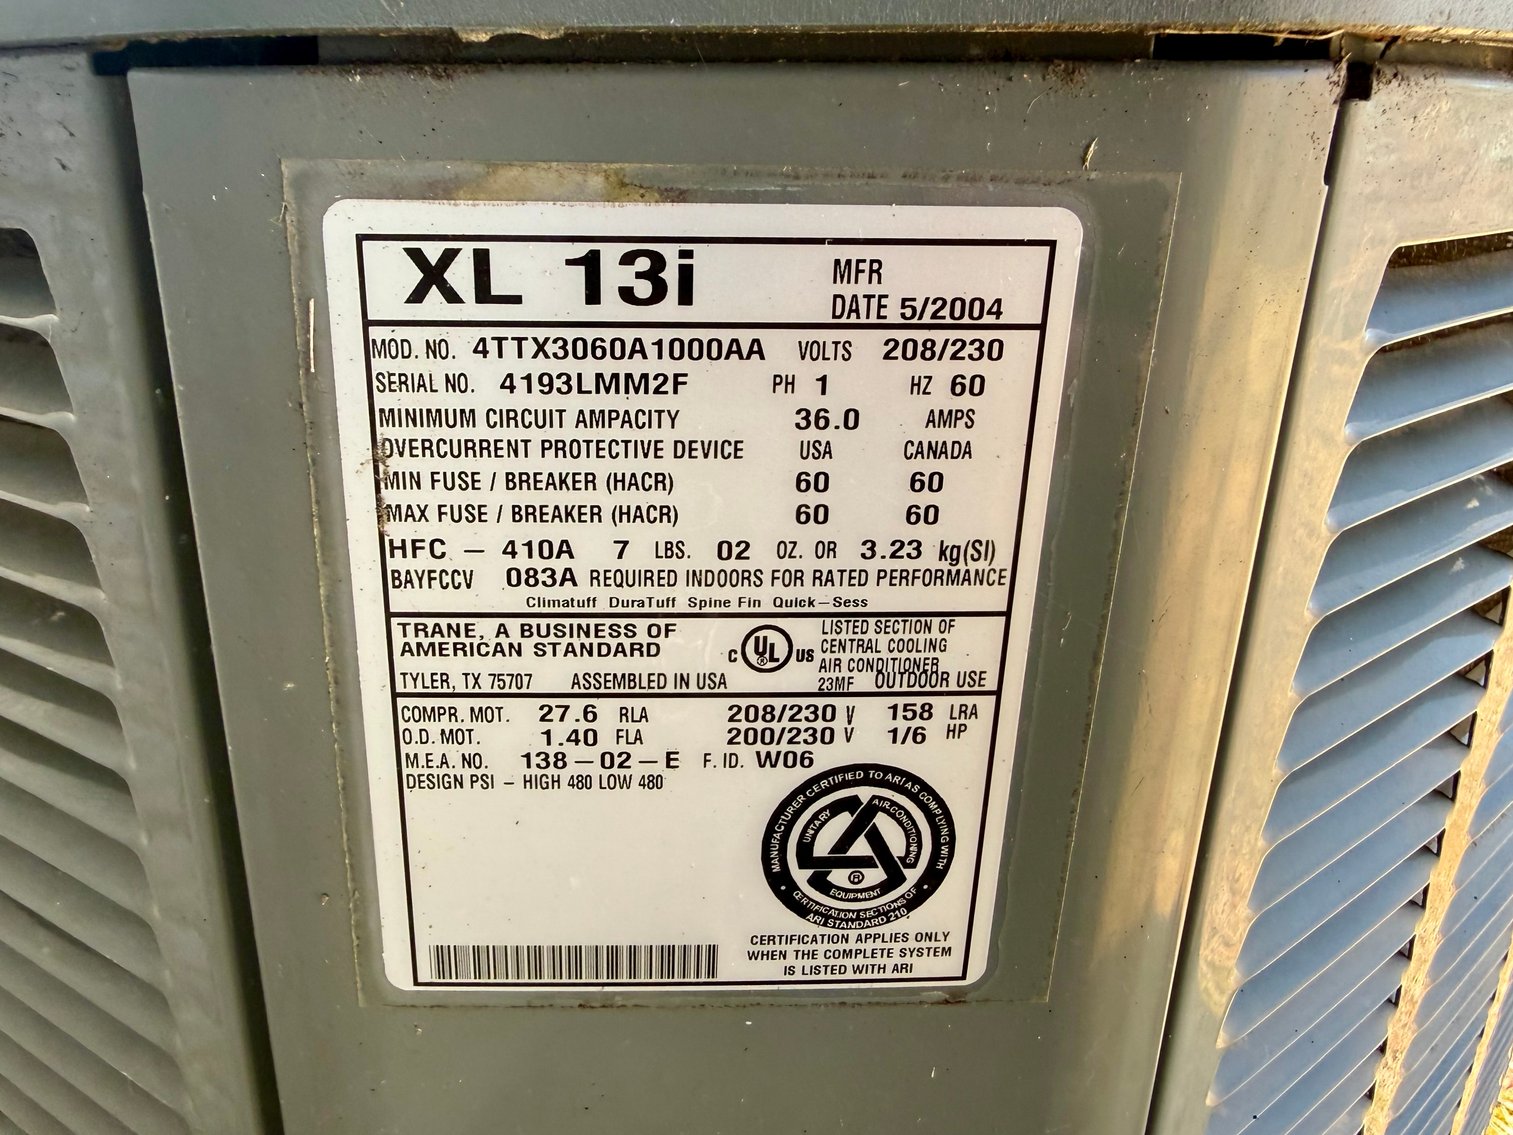 XL 13i
MFR
DATE 5/2004
MOD. NO. 4TTX3060A1000AA VOLTS 208/230
SERIAL NO. 4193LMM2F PH 1 HZ 60
MINIMUM CIRCUIT AMPACITY 36.0 AMPS
OVERCURRENT PROTECTIVE DEVICE USA CANADA
MIN FUSE / BREAKER (HACR) 60 60
MAX FUSE / BREAKER (HACR) 60 60
HFC – 410A 7 LBS. 02 OZ. OR 3.23 kg(SI)
BAYFCCV 083A REQUIRED INDOORS FOR RATED PERFORMANCE
Climatuff DuraTuff Spine Fin Quick–Sess
TRANE, A BUSINESS OF
AMERICAN STANDARD
TYLER, TX 75707 ASSEMBLED IN USA
C UL ® US
LISTED SECTION OF
CENTRAL COOLING
AIR CONDITIONER
23MF OUTDOOR USE
COMPR. MOT. 27.6 RLA 208/230 V 158 LRA
O.D. MOT. 1.40 FLA 200/230 V 1/6 HP
M.E.A. NO. 138–02–E F. ID. W06
DESIGN PSI – HIGH 480 LOW 480
MANUFACTURER CERTIFIED TO ARI AS COMPLYING WITH
UNITARY AIR-CONDITIONING
®
EQUIPMENT
• CERTIFICATION SECTIONS OF •
ARI STANDARD 210
CERTIFICATION APPLIES ONLY
WHEN THE COMPLETE SYSTEM
IS LISTED WITH ARI